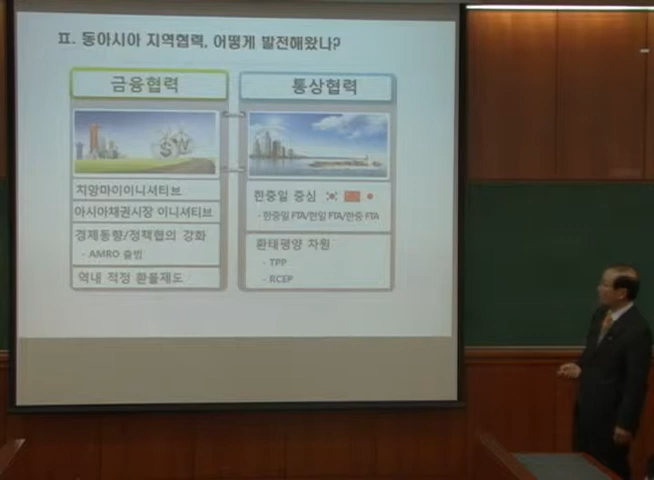 Ⅱ. 동아시아 지역협력, 어떻게 발전해왔나?
금융협력
통상협력
치앙마이이니셔티브
아시아채권시장 이니셔티브
경제동향/정책협의 강화
- AMRO 출범
역내 적정 환율제도
한중일 중심
- 한중일 FTA/한일 FTA/한중 FTA
환태평양 차원
- TPP
- RCEP